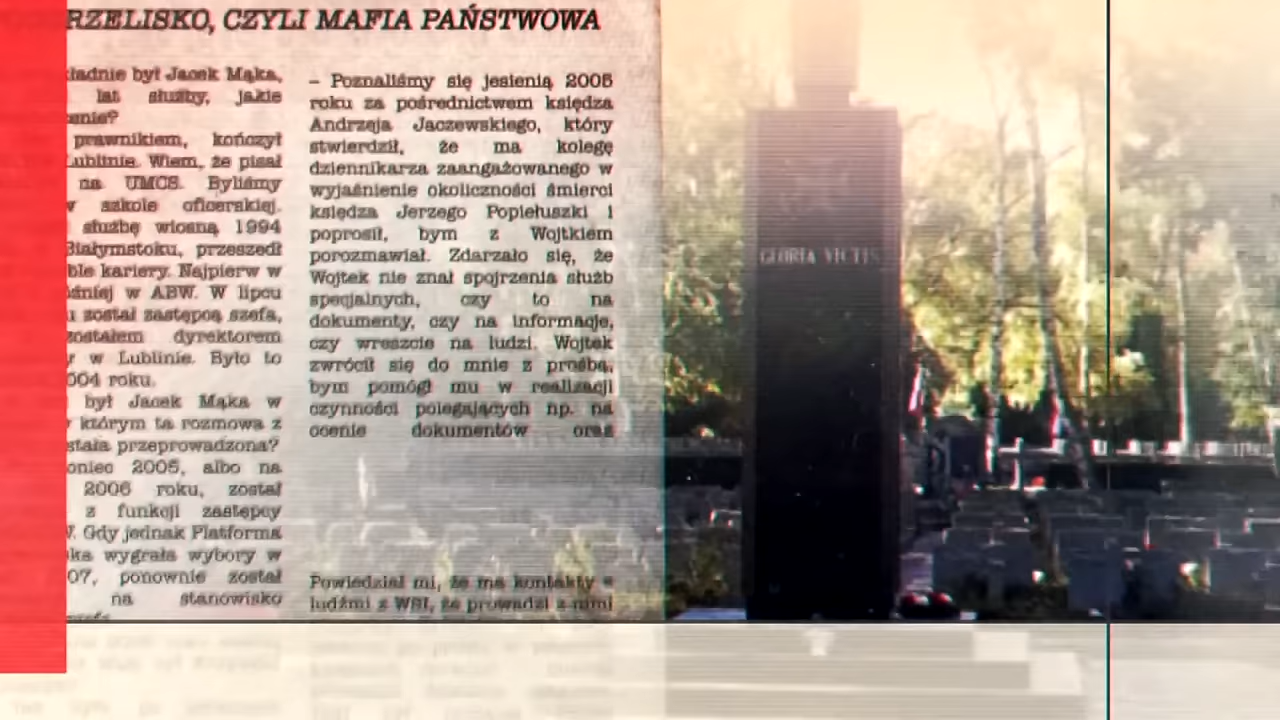 RZELISKO, CZYLI MAFIA PAŃSTWOWA
ładnie był Jacek Mąka,
lat służby, jakie
enie?
prawnikiem, kończył
Lublinie. Wiem, że pisał
na UMCS. Byliśmy
w szkole oficerskiej.
służbę wiosną 1994
Białymstoku, przeszedł
ble kariery. Najpierw w
źniej w ABW. W lipcu
u został zastępcą szefa,
zostałem dyrektorem
r w Lublinie. Było to
004 roku.
był Jacek Mąka w
którym ta rozmowa z
stała przeprowadzona?
oniec 2005, albo na
2006 roku, został
z funkcji zastępcy
W. Gdy jednak Platforma
ka wygrała wybory w
07, ponownie został
na stanowisko
– Poznaliśmy się jesienią 2005
roku za pośrednictwem księdza
Andrzeja Jaczewskiego, który
stwierdził, że ma kolegę
dziennikarza zaangażowanego w
wyjaśnienie okoliczności śmierci
księdza Jerzego Popiełuszki i
poprosił, bym z Wojtkiem
porozmawiał. Zdarzało się, że
Wojtek nie znał spojrzenia służb
specjalnych, czy to na
dokumenty, czy na informacje,
czy wreszcie na ludzi. Wojtek
zwrócił się do mnie z prośbą,
bym pomógł mu w realizacji
czynności polegających np. na
ocenie dokumentów oraz
Powiedział mi, że ma kontakty z
ludźmi z WSI, że prowadzi z nimi
GLORIA VICTIS